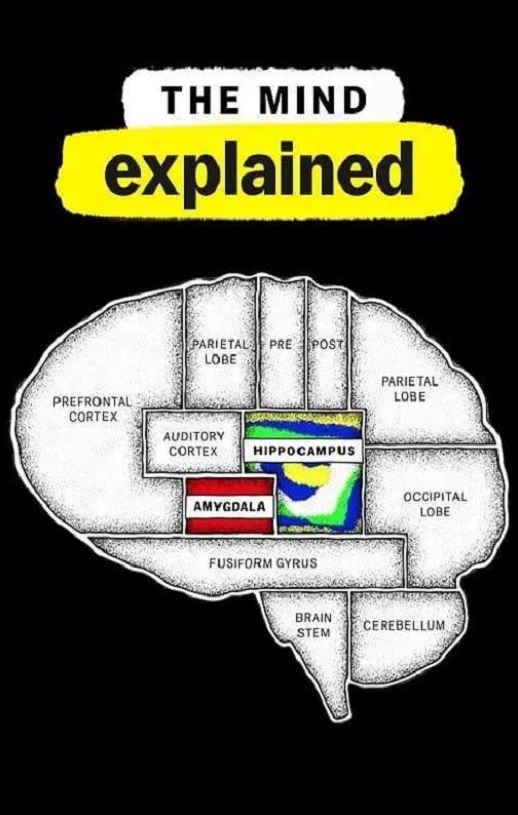 THE MIND
explained
PARIETAL
LOBE
PRE
POST
PREFRONTAL
CORTEX
PARIETAL
LOBE
AUDITORY
CORTEX
HIPPOCAMPUS
AMYGDALA
OCCIPITAL
LOBE
FUSIFORM GYRUS
BRAIN
STEM
CEREBELLUM